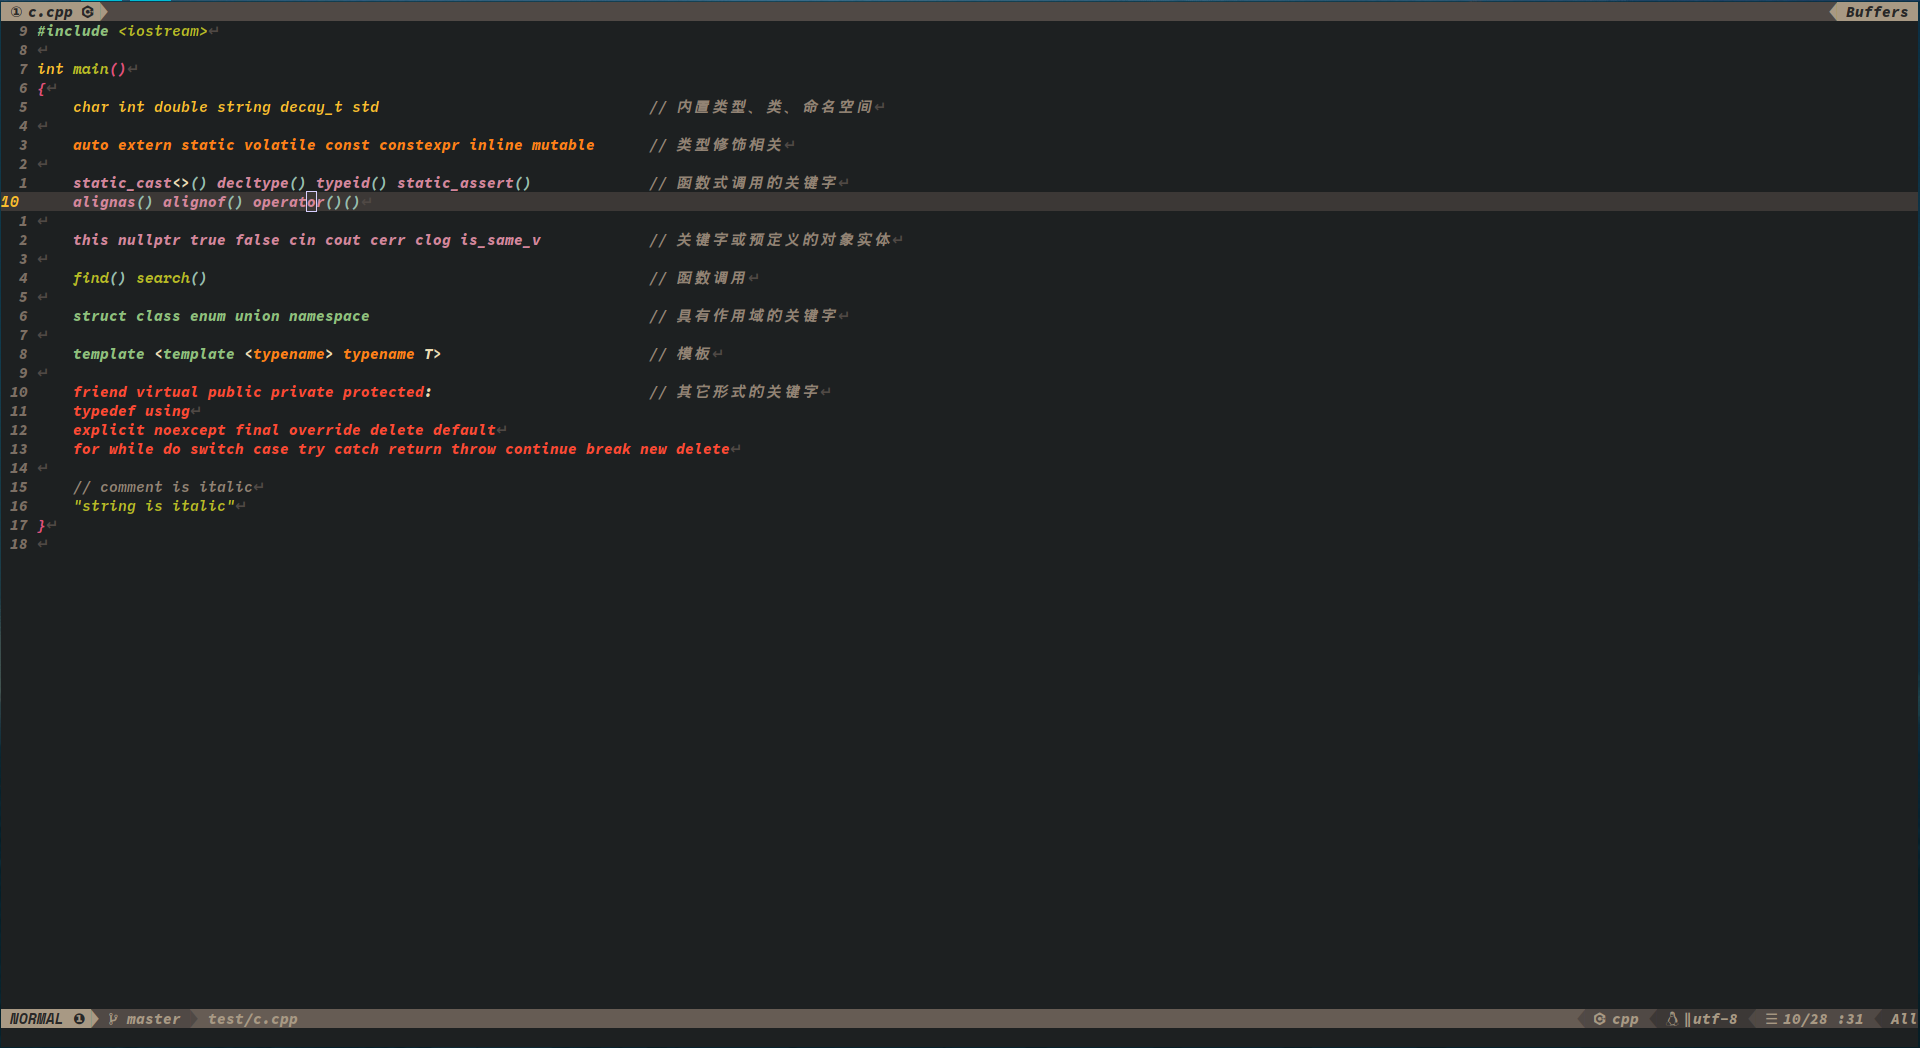 ① c.cpp Buffers
9 #include <iostream>↵
8 ↵
7 int main()↵
6 {↵
5 char int double string decay_t std // 内置类型、类、命名空间↵
4 ↵
3 auto extern static volatile const constexpr inline mutable // 类型修饰相关↵
2 ↵
1 static_cast<>() decltype() typeid() static_assert() // 函数式调用的关键字↵
10 alignas() alignof() operator()()↵
1 ↵
2 this nullptr true false cin cout cerr clog is_same_v // 关键字或预定义的对象实体↵
3 ↵
4 find() search() // 函数调用↵
5 ↵
6 struct class enum union namespace // 具有作用域的关键字↵
7 ↵
8 template <template <typename> typename T> // 模板↵
9 ↵
10 friend virtual public private protected: // 其它形式的关键字↵
11 typedef using↵
12 explicit noexcept final override delete default↵
13 for while do switch case try catch return throw continue break new delete↵
14 ↵
15 // comment is italic↵
16 "string is italic"↵
17 }↵
18 ↵
NORMAL ❶ master test/c.cpp cpp utf-8 ☰ 10/28 :31 All